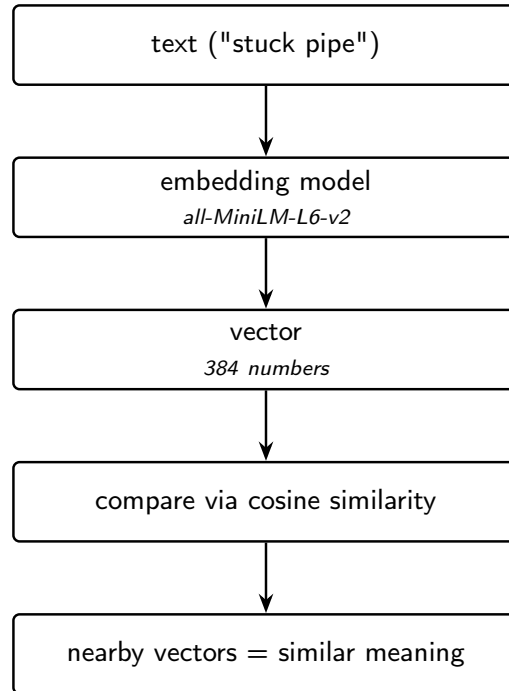 text ("stuck pipe")
embedding model
all-MiniLM-L6-v2
vector
384 numbers
compare via cosine similarity
nearby vectors = similar meaning